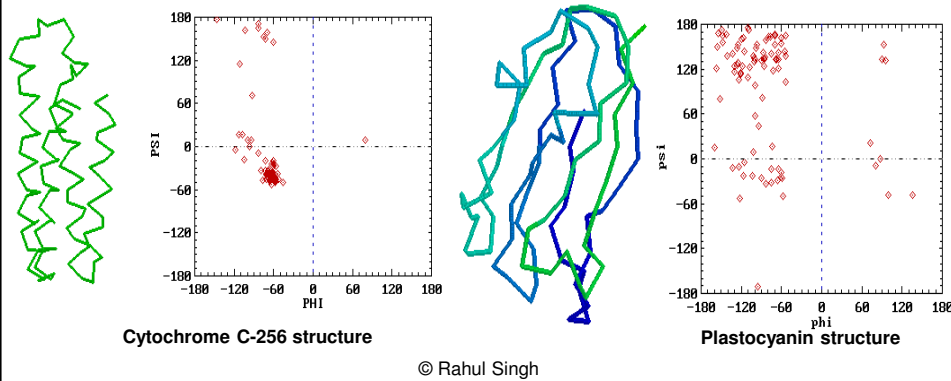 180
120
60
0
-60
-120
-180
PSI
-180 -120 -60 0 60 120 180
PHI
180
120
60
0
-60
-120
-180
psi
-180 -120 -60 0 60 120 180
phi
Cytochrome C-256 structure
Plastocyanin structure
© Rahul Singh